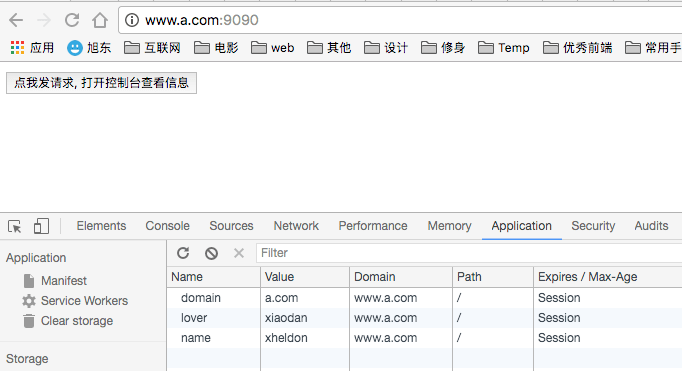 www.a.com:9090
应用 旭东 互联网 电影 web 其他 设计 修身 Temp 优秀前端 常用手
点我发请求, 打开控制台查看信息
Elements Console Sources Network Performance Memory Application Security Audits
Application
Filter
Manifest
Service Workers
Clear storage
Storage
Name Value Domain Path Expires / Max-Age
domain a.com www.a.com / Session
lover xiaodan www.a.com / Session
name xheldon www.a.com / Session